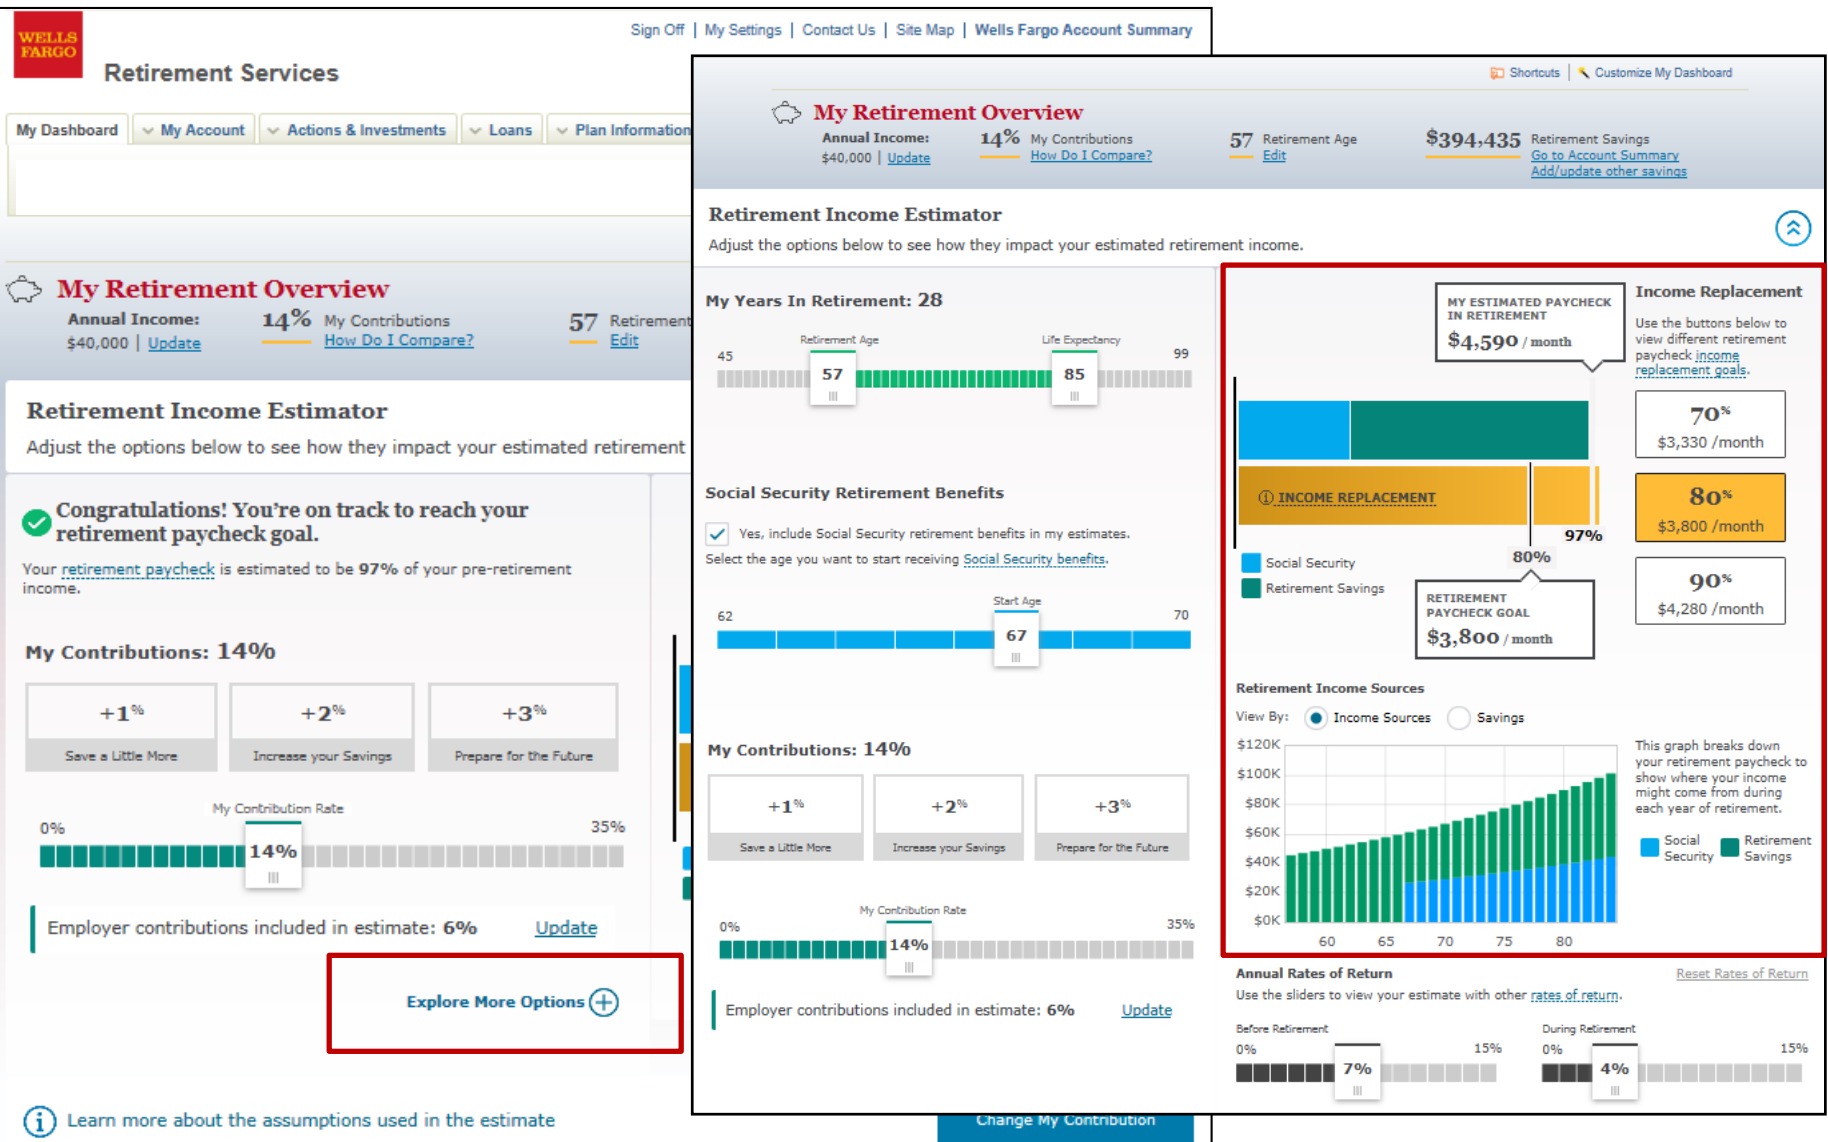 WELLS
FARGO
Retirement Services
Sign Off | My Settings | Contact Us | Site Map | Wells Fargo Account Summary
My Dashboard
My Account
Actions & Investments
Loans
Plan Information
My Retirement Overview
Annual Income:
$40,000 | Update
14% My Contributions
How Do I Compare?
57 Retirement
Edit
Retirement Income Estimator
Adjust the options below to see how they impact your estimated retirement
Congratulations! You're on track to reach your
retirement paycheck goal.
Your retirement paycheck is estimated to be 97% of your pre-retirement
income.
My Contributions: 14%
+1%
Save a Little More
+2%
Increase your Savings
+3%
Prepare for the Future
My Contribution Rate
0%
35%
14%
Employer contributions included in estimate: 6% Update
Explore More Options
Learn more about the assumptions used in the estimate
Change My Contribution
Shortcuts | Customize My Dashboard
My Retirement Overview
Annual Income:
$40,000 | Update
14% My Contributions
How Do I Compare?
57 Retirement Age
Edit
$394,435 Retirement Savings
Go to Account Summary
Add/update other savings
Retirement Income Estimator
Adjust the options below to see how they impact your estimated retirement income.
My Years In Retirement: 28
Retirement Age
Life Expectancy
45
99
57
85
Social Security Retirement Benefits
Yes, include Social Security retirement benefits in my estimates.
Select the age you want to start receiving Social Security benefits.
Start Age
62
70
67
My Contributions: 14%
+1%
Save a Little More
+2%
Increase your Savings
+3%
Prepare for the Future
My Contribution Rate
0%
35%
14%
Employer contributions included in estimate: 6% Update
MY ESTIMATED PAYCHECK
IN RETIREMENT
$4,590 / month
INCOME REPLACEMENT
97%
80%
Social Security
Retirement Savings
RETIREMENT
PAYCHECK GOAL
$3,800 / month
Income Replacement
Use the buttons below to
view different retirement
paycheck income
replacement goals.
70%
$3,330 /month
80%
$3,800 /month
90%
$4,280 /month
Retirement Income Sources
View By: Income Sources Savings
$120K
$100K
$80K
$60K
$40K
$20K
$0K
60 65 70 75 80
This graph breaks down
your retirement paycheck to
show where your income
might come from during
each year of retirement.
Social
Security
Retirement
Savings
Annual Rates of Return
Reset Rates of Return
Use the sliders to view your estimate with other rates of return.
Before Retirement
0%
15%
7%
During Retirement
0%
15%
4%